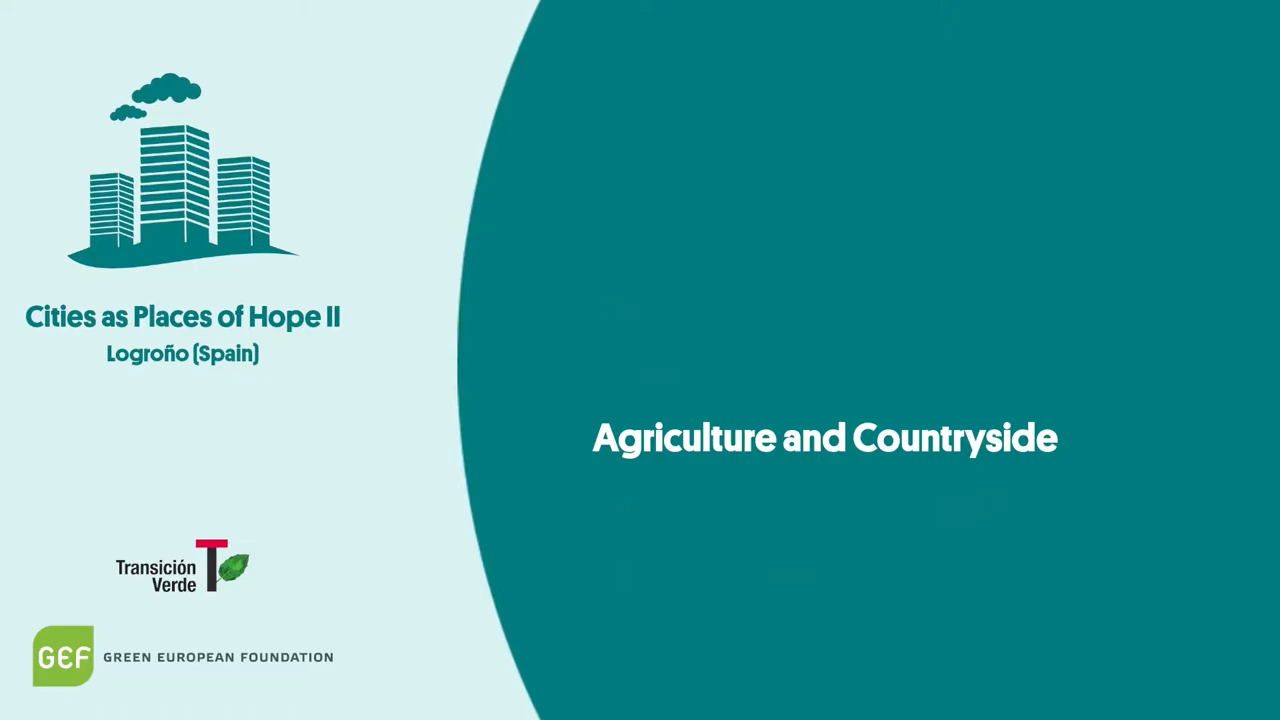 Cities as Places of Hope II
Logroño (Spain)
Agriculture and Countryside
Transición
Verde
T
GEF
GREEN EUROPEAN FOUNDATION